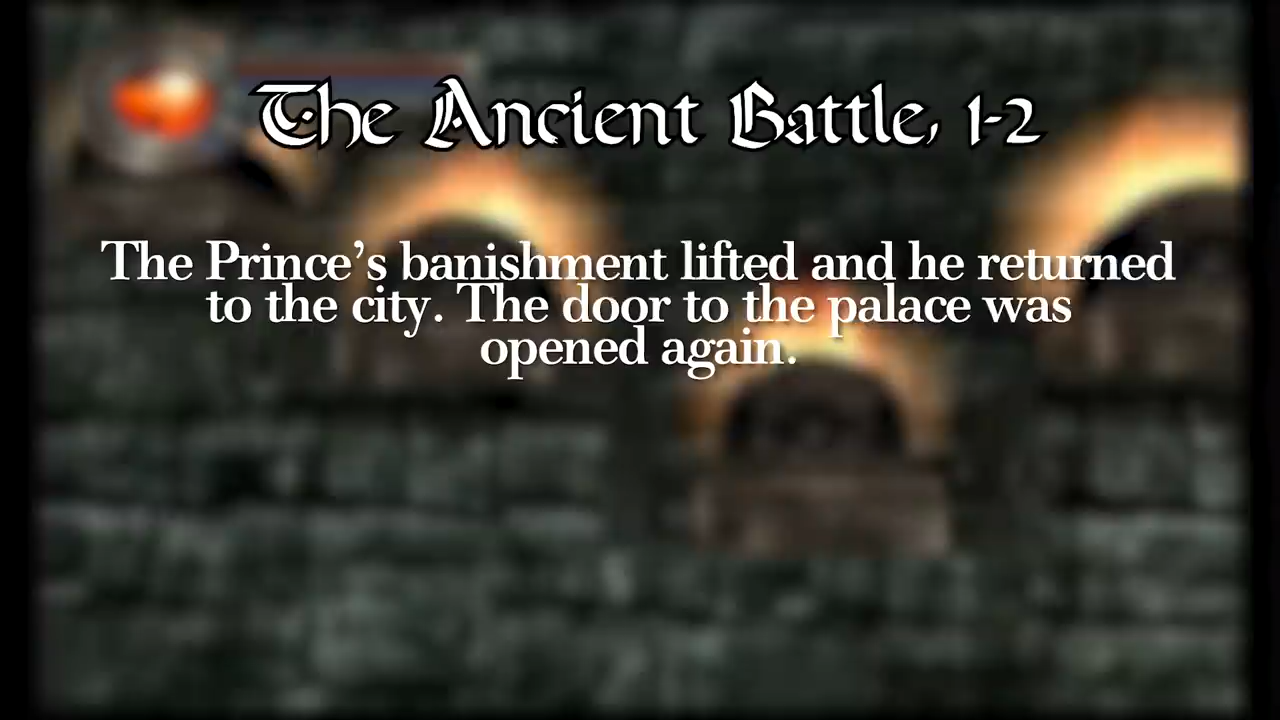 The Ancient Battle, 1-2
The Prince’s banishment lifted and he returned
to the city. The door to the palace was
opened again.